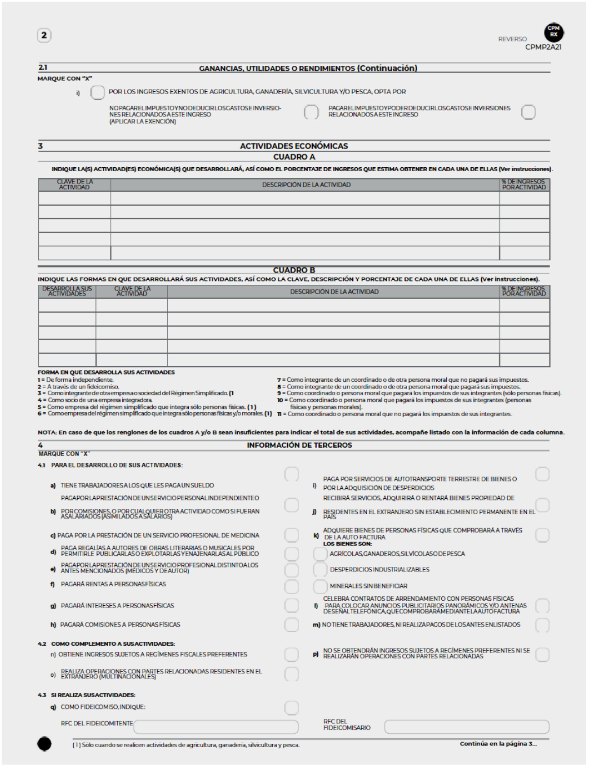 2
REVERSO
CPM
RX
CPMP2A21
2.1 GANANCIAS, UTILIDADES O RENDIMIENTOS (Continuación)
MARQUE CON "X"
POR LOS INGRESOS EXENTOS DE AGRICULTURA, GANADERÍA, SILVICULTURA Y/O PESCA, OPTA POR
NO PAGAR EL IMPUESTO Y NO DEDUCIR LOS GASTOS E INVERSIO-
NES RELACIONADOS A ESTE INGRESO
(APLICAR LA EXENCIÓN)
PAGAR EL IMPUESTO Y PODER DEDUCIR LOS GASTOS E INVERSIONES
RELACIONADOS A ESTE INGRESO
3 ACTIVIDADES ECONÓMICAS
CUADRO A
INDIQUE LA(S) ACTIVIDAD(ES) ECONÓMICA(S) QUE DESARROLLARÁ, ASÍ COMO EL PORCENTAJE DE INGRESOS QUE ESTIMA OBTENER EN CADA UNA DE ELLAS (Ver instrucciones).
CLAVE DE LA
ACTIVIDAD
DESCRIPCIÓN DE LA ACTIVIDAD
% DE INGRESOS
POR ACTIVIDAD
CUADRO B
INDIQUE LAS FORMAS EN QUE DESARROLLARÁ SUS ACTIVIDADES, ASÍ COMO LA CLAVE, DESCRIPCIÓN Y PORCENTAJE DE CADA UNA DE ELLAS (Ver instrucciones).
DESARROLLA SUS
ACTIVIDADES
CLAVE DE LA
ACTIVIDAD
DESCRIPCIÓN DE LA ACTIVIDAD
% DE INGRESOS
POR ACTIVIDAD
FORMA EN QUE DESARROLLA SUS ACTIVIDADES
1 = De forma independiente.
2 = A través de un fideicomiso.
3 = Como integrante de otra empresa o sociedad del Régimen Simplificado. (1
4 = Como socio de una empresa integradora.
5 = Como empresa del régimen simplificado que integra sólo personas físicas. ( 1 )
6 = Como empresa del régimen simplificado que integra sólo personas físicas y/o morales. (1)
7 = Como integrante de un coordinado o de otra persona moral que no pagará sus impuestos.
8 = Como integrante de un coordinado o de otra persona moral que pagará sus impuestos.
9 = Como coordinado o persona moral que pagará los impuestos de sus integrantes (sólo personas físicas).
10 = Como coordinado o persona moral que pagará los impuestos de sus integrantes (personas
físicas y personas morales).
11 = Como coordinado o persona moral que no pagará los impuestos de sus integrantes.
NOTA: En caso de que los renglones de los cuadros A y/o B sean insuficientes para indicar el total de sus actividades, acompañe listado con la información de cada columna.
4 INFORMACIÓN DE TERCEROS
MARQUE CON "X"
4.1 PARA EL DESARROLLO DE SUS ACTIVIDADES:
a) TIENE TRABAJADORES A LOS QUE LES PAGA UN SUELDO
PAGA POR LA PRESTACIÓN DE UN SERVICIO PERSONAL INDEPENDIENTE O
b) POR COMISIONES, O POR CUALQUIER OTRA ACTIVIDAD COMO SI FUERAN
ASALARIADOS (ASIMILADOS A SALARIOS)
c) PAGA POR LA PRESTACIÓN DE UN SERVICIO PROFESIONAL DE MEDICINA
d) PAGA REGALÍAS A AUTORES DE OBRAS LITERARIAS O MUSICALES POR
PERMITIRLE PUBLICARLAS O EXPLOTARLAS Y ENAJENARLAS AL PÚBLICO
e) PAGA POR LA PRESTACIÓN DE UN SERVICIO PROFESIONAL DISTINTO A LOS
ANTES MENCIONADOS (MÉDICOS Y DE AUTOR)
f) PAGARÁ RENTAS A PERSONAS FÍSICAS
g) PAGARÁ INTERESES A PERSONAS FÍSICAS
h) PAGARÁ COMISIONES A PERSONAS FÍSICAS
PAGA POR SERVICIOS DE AUTOTRANSPORTE TERRESTRE DE BIENES O
i) POR LA ADQUISICIÓN DE DESPERDICIOS
RECIBIRÁ SERVICIOS, ADQUIRIRÁ O RENTARÁ BIENES PROPIEDAD DE
j) RESIDENTES EN EL EXTRANJERO SIN ESTABLECIMIENTO PERMANENTE EN EL
PAÍS
ADQUIERE BIENES DE PERSONAS FÍSICAS QUE COMPROBARÁ A TRAVÉS
k) DE LA AUTO FACTURA
LOS BIENES SON:
AGRÍCOLAS, GANADEROS, SILVÍCOLAS O DE PESCA
DESPERDICIOS INDUSTRIALIZABLES
MINERALES SIN BENEFICIAR
CELEBRA CONTRATOS DE ARRENDAMIENTO CON PERSONAS FÍSICAS
l) PARA COLOCAR ANUNCIOS PUBLICITARIOS PANORÁMICOS Y/O ANTENAS
DE SEÑAL TELEFÓNICA, QUE COMPROBARÁ MEDIANTE LA AUTOFACTURA
m) NO TIENE TRABAJADORES, NI REALIZA PAGOS DE LOS ANTES ENLISTADOS
4.2 COMO COMPLEMENTO A SUS ACTIVIDADES:
n) OBTIENE INGRESOS SUJETOS A REGÍMENES FISCALES PREFERENTES
o) REALIZA OPERACIONES CON PARTES RELACIONADAS RESIDENTES EN EL
EXTRANJERO (MULTINACIONALES)
p) NO SE OBTENDRÁN INGRESOS SUJETOS A REGÍMENES PREFERENTES NI SE
REALIZARÁN OPERACIONES CON PARTES RELACIONADAS
4.3 SI REALIZA SUS ACTIVIDADES:
q) COMO FIDEICOMISO, INDIQUE:
RFC DEL FIDEICOMITENTE
RFC DEL
FIDEICOMISARIO
( 1 ) Sólo cuando se realicen actividades de agricultura, ganadería, silvicultura y pesca.
Continúa en la página 3...